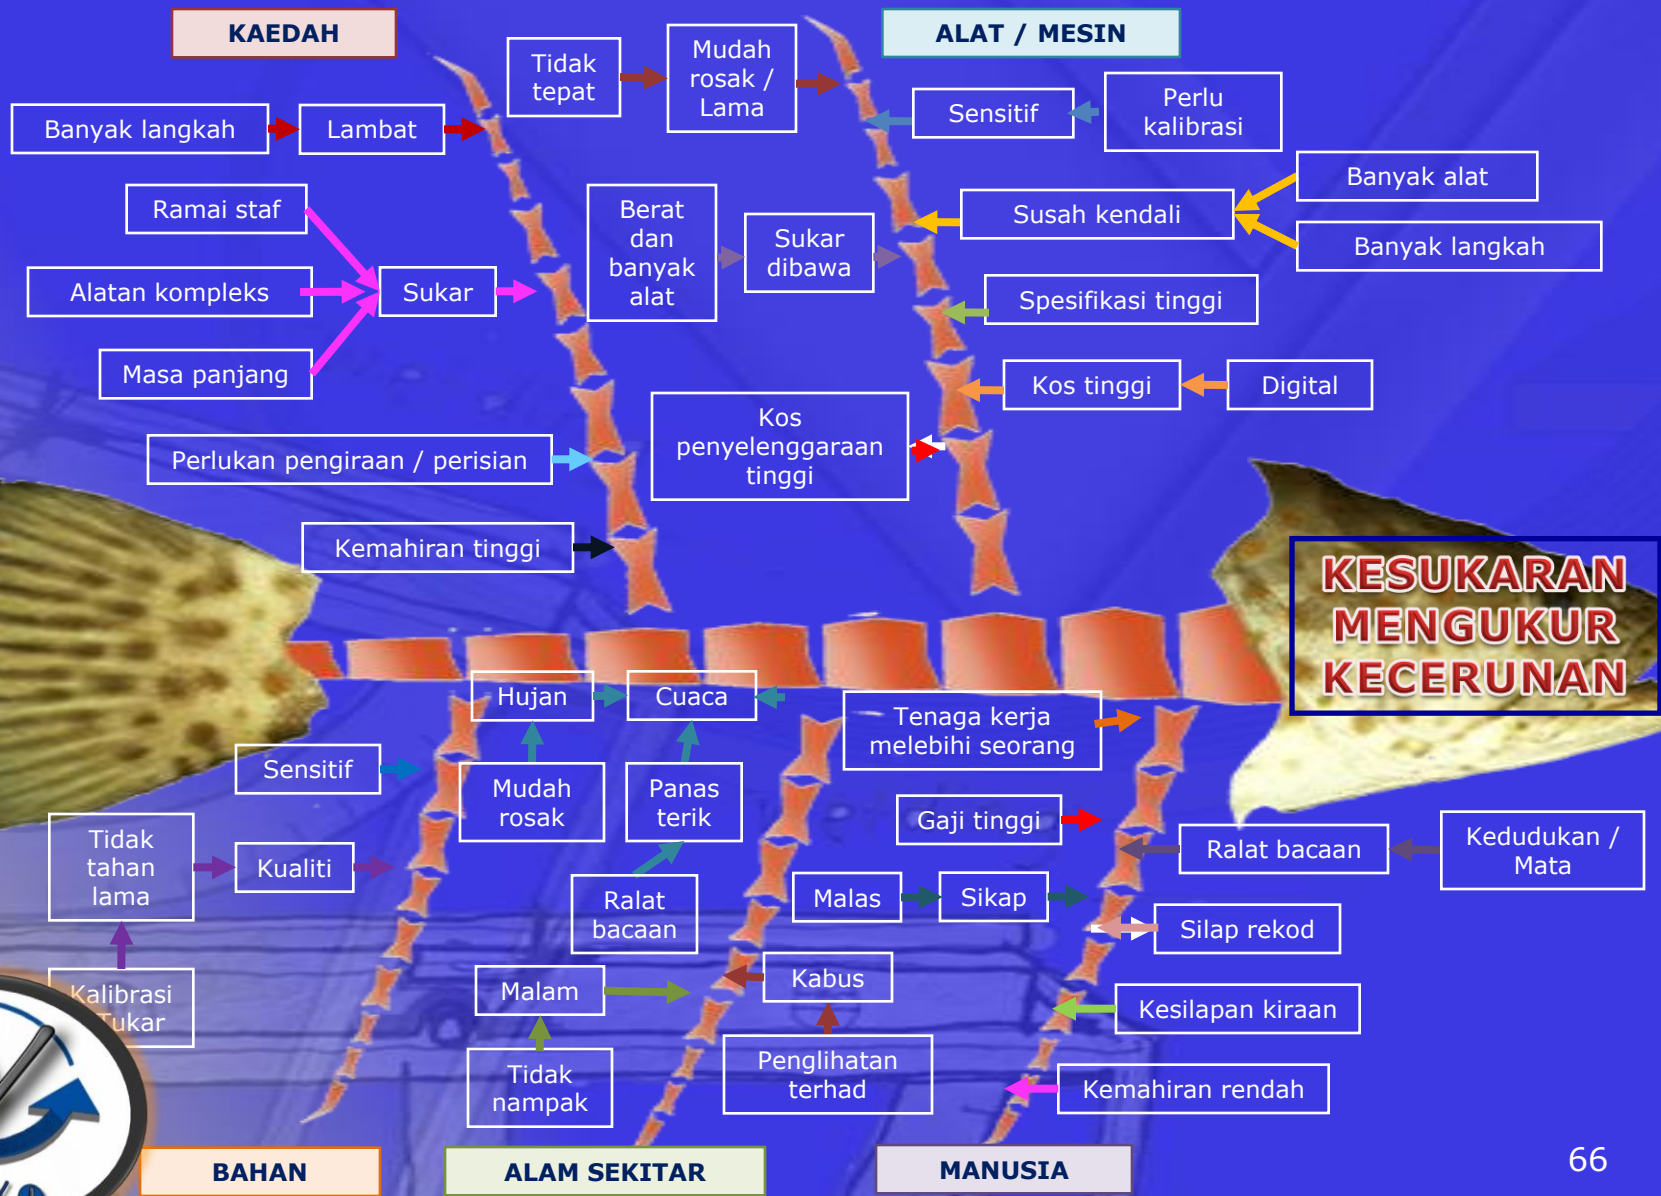 KAEDAH
ALAT / MESIN
Tidak
tepat
Mudah
rosak /
Lama
Sensitif
Perlu
kalibrasi
Banyak langkah
Lambat
Ramai staf
Alatan kompleks
Masa panjang
Sukar
Berat
dan
banyak
alat
Sukar
dibawa
Susah kendali
Banyak alat
Banyak langkah
Spesifikasi tinggi
Kos tinggi
Digital
Kos
penyelenggaraan
tinggi
Perlukan pengiraan / perisian
Kemahiran tinggi
KESUKARAN
MENGUKUR
KECERUNAN
Hujan
Cuaca
Tenaga kerja
melebihi seorang
Sensitif
Mudah
rosak
Panas
terik
Gaji tinggi
Tidak
tahan
lama
Kualiti
Ralat bacaan
Kedudukan /
Mata
Ralat
bacaan
Malas
Sikap
Silap rekod
Kalibrasi
Tukar
Malam
Kabus
Kesilapan kiraan
Tidak
nampak
Penglihatan
terhad
Kemahiran rendah
BAHAN
ALAM SEKITAR
MANUSIA
66